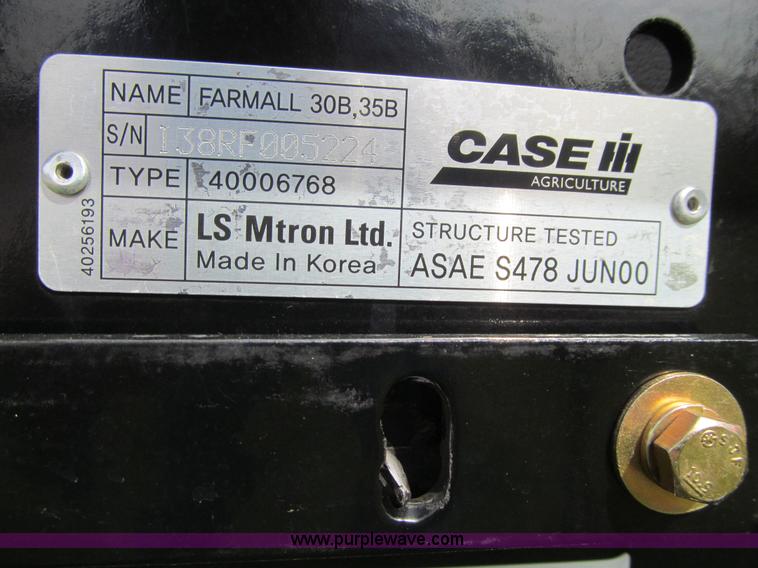 NAME FARMALL 30B,35B
S/N I38RF005224
TYPE 40006768
MAKE LS Mtron Ltd.
Made In Korea
CASE IH
AGRICULTURE
STRUCTURE TESTED
ASAE S478 JUN00
40256193
www.purplewave.com